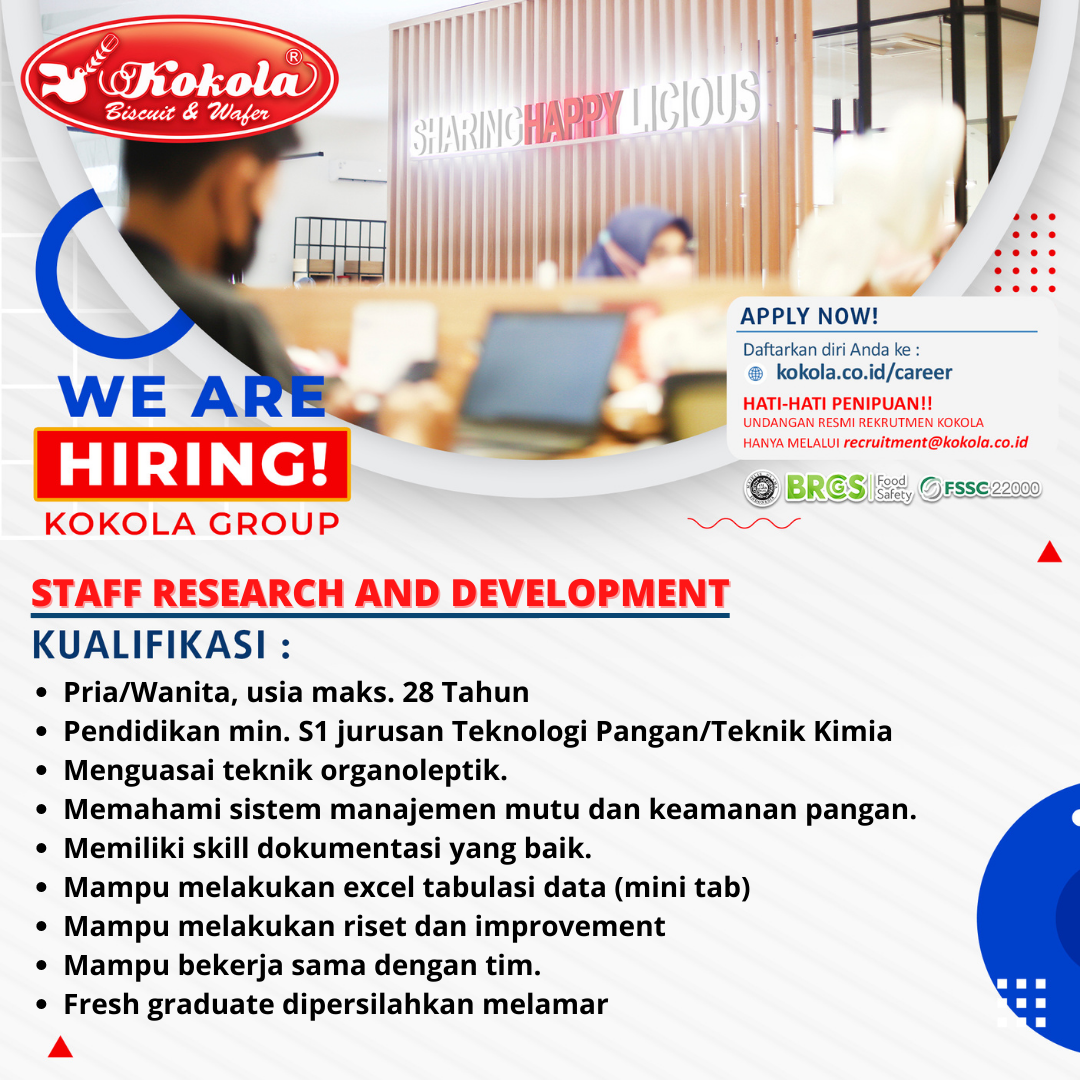 Kokola ®
Biscuit & Wafer
SHARING HAPPY LICIOUS
WE ARE
HIRING!
KOKOLA GROUP
APPLY NOW!
Daftarkan diri Anda ke :
kokola.co.id/career
HATI-HATI PENIPUAN!!
UNDANGAN RESMI REKRUTMEN KOKOLA
HANYA MELALUI recruitment@kokola.co.id
BRCGS Food Safety FSSC 22000
STAFF RESEARCH AND DEVELOPMENT
KUALIFIKASI :
• Pria/Wanita, usia maks. 28 Tahun
• Pendidikan min. S1 jurusan Teknologi Pangan/Teknik Kimia
• Menguasai teknik organoleptik.
• Memahami sistem manajemen mutu dan keamanan pangan.
• Memiliki skill dokumentasi yang baik.
• Mampu melakukan excel tabulasi data (mini tab)
• Mampu melakukan riset dan improvement
• Mampu bekerja sama dengan tim.
• Fresh graduate dipersilahkan melamar